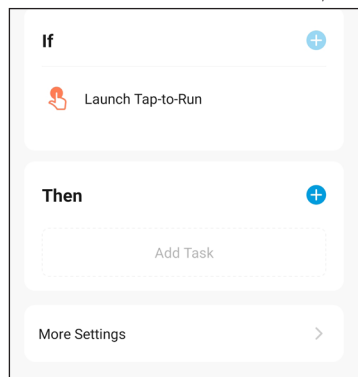 If
Launch Tap-to-Run
Then
Add Task
More Settings